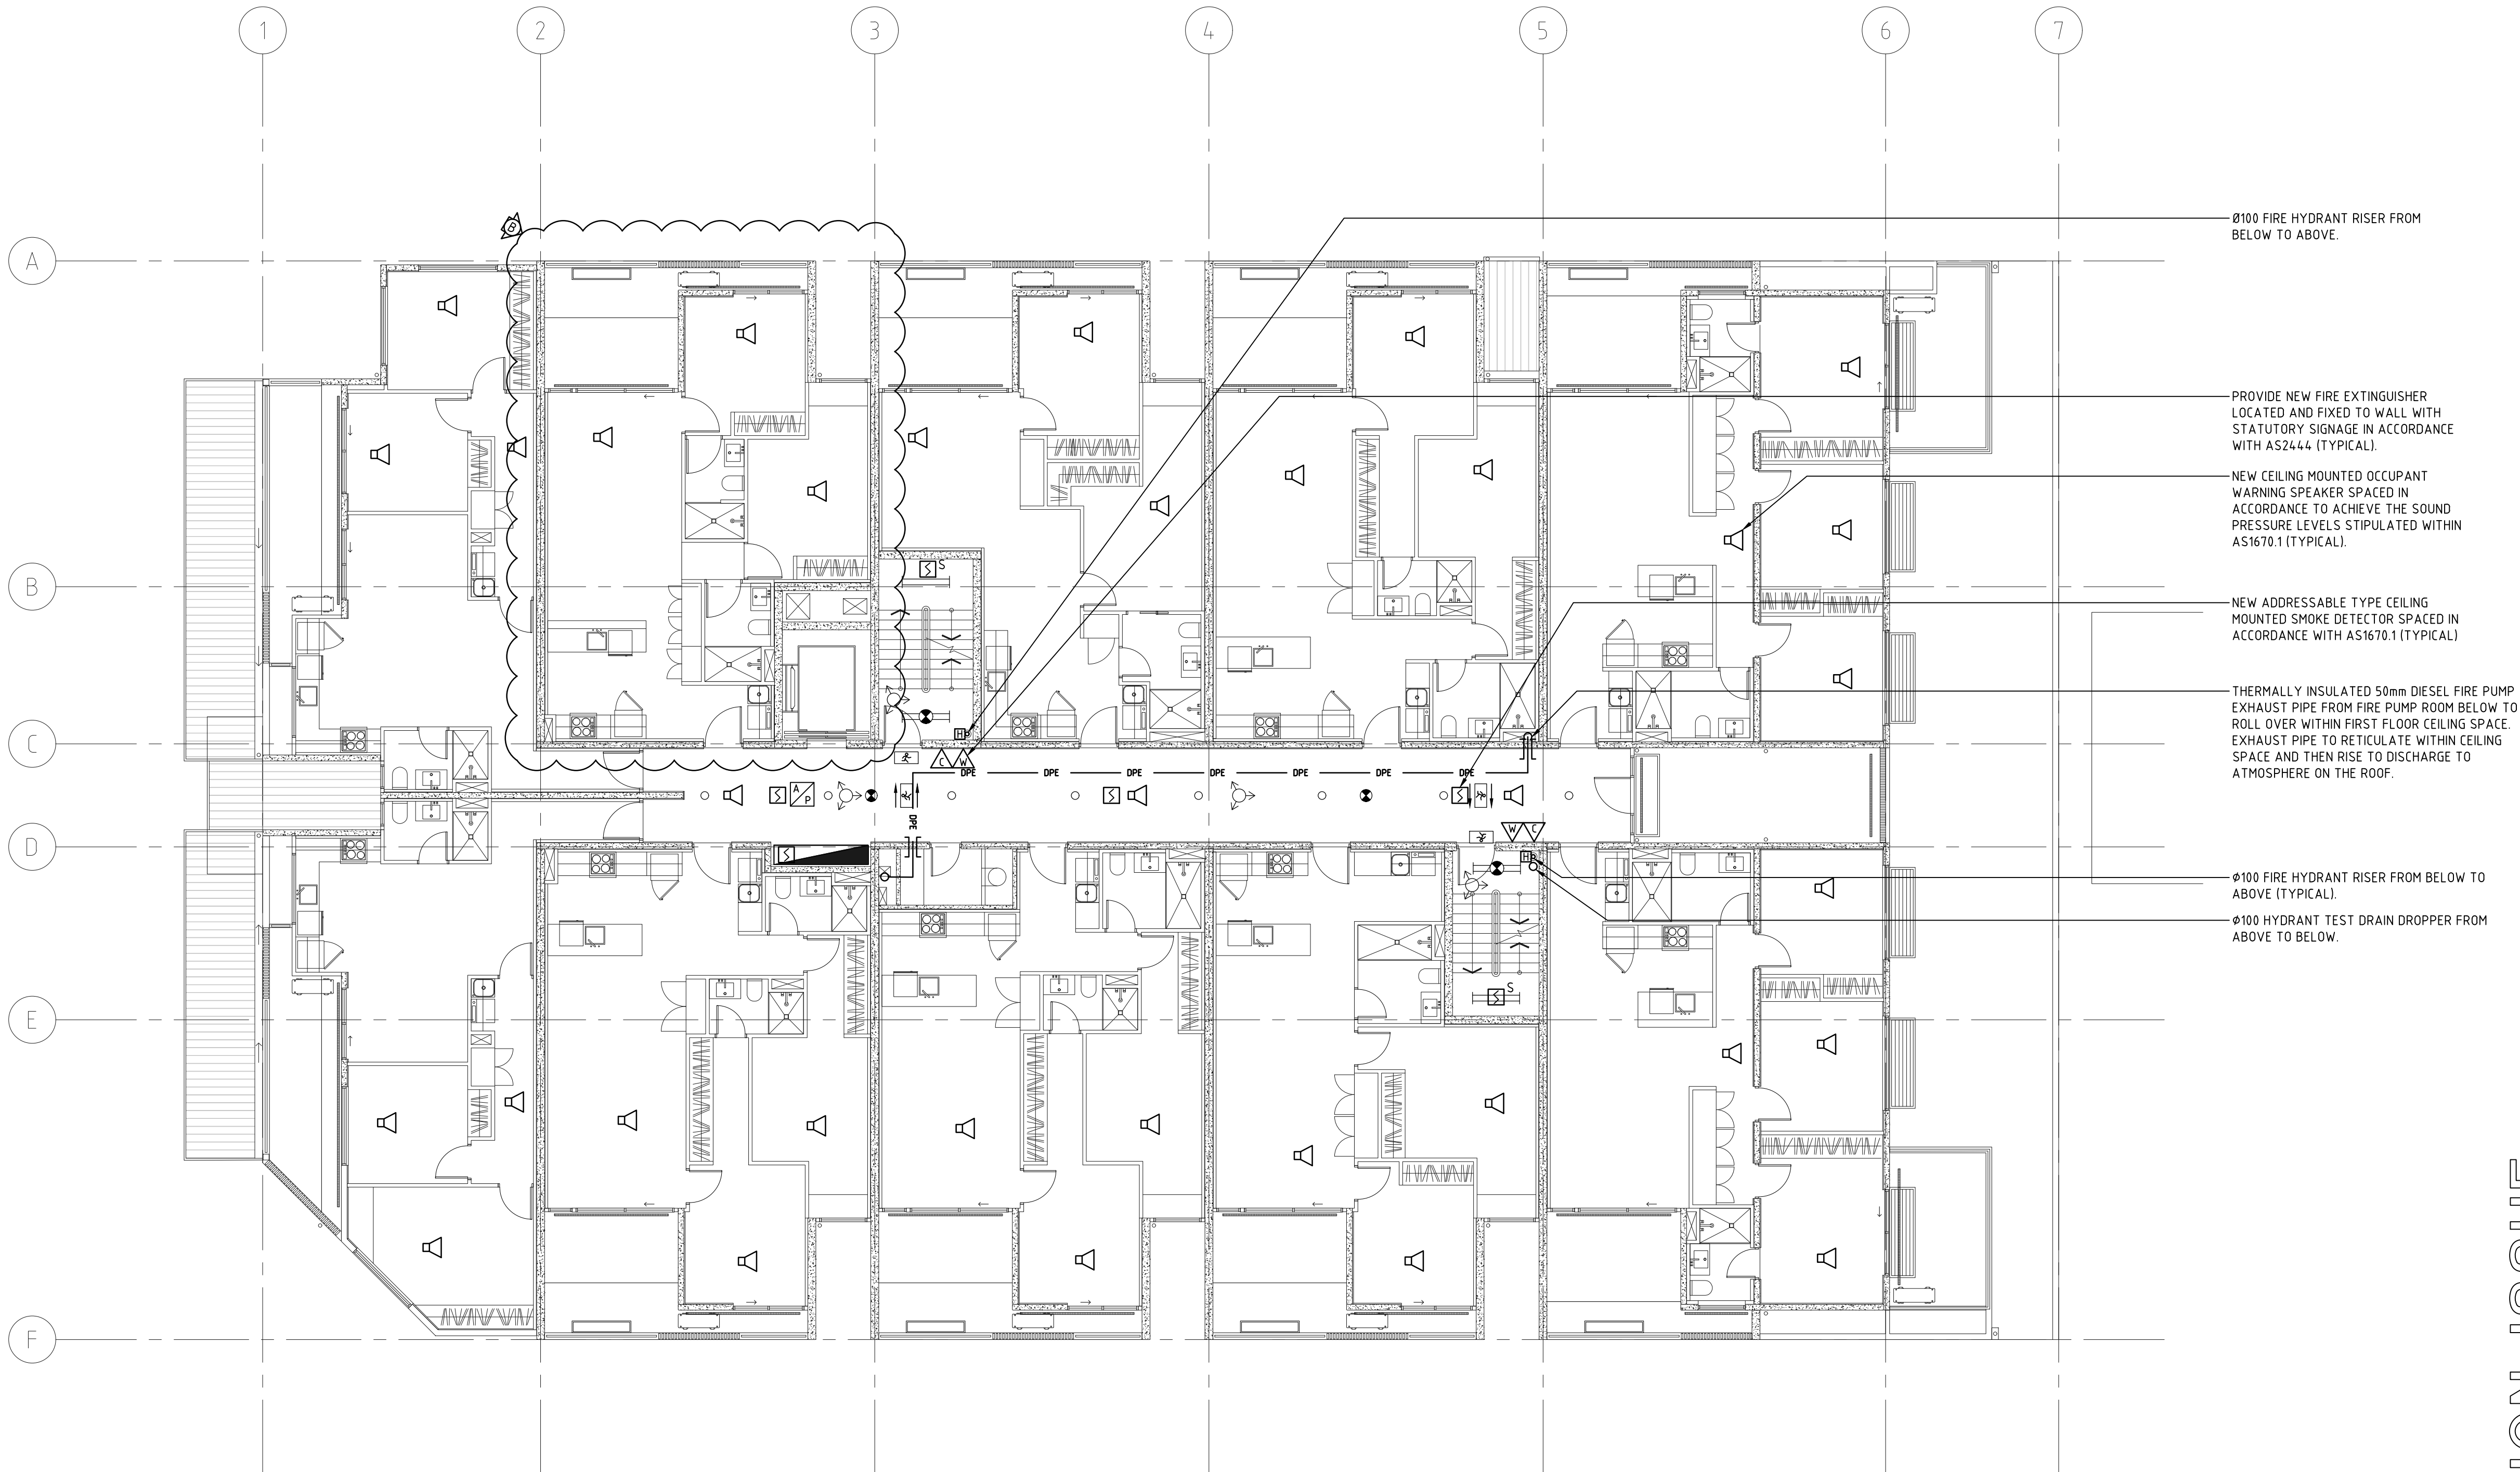 1
2
3
4
5
6
7
A
B
C
D
E
F
B
Ø100 FIRE HYDRANT RISER FROM
BELOW TO ABOVE.
PROVIDE NEW FIRE EXTINGUISHER
LOCATED AND FIXED TO WALL WITH
STATUTORY SIGNAGE IN ACCORDANCE
WITH AS2444 (TYPICAL).
NEW CEILING MOUNTED OCCUPANT
WARNING SPEAKER SPACED IN
ACCORDANCE TO ACHIEVE THE SOUND
PRESSURE LEVELS STIPULATED WITHIN
AS1670.1 (TYPICAL).
NEW ADDRESSABLE TYPE CEILING
MOUNTED SMOKE DETECTOR SPACED IN
ACCORDANCE WITH AS1670.1 (TYPICAL)
THERMALLY INSULATED 50mm DIESEL FIRE PUMP
EXHAUST PIPE FROM FIRE PUMP ROOM BELOW TO
ROLL OVER WITHIN FIRST FLOOR CEILING SPACE.
EXHAUST PIPE TO RETICULATE WITHIN CEILING
SPACE AND THEN RISE TO DISCHARGE TO
ATMOSPHERE ON THE ROOF.
Ø100 FIRE HYDRANT RISER FROM BELOW TO
ABOVE (TYPICAL).
Ø100 HYDRANT TEST DRAIN DROPPER FROM
ABOVE TO BELOW.
S
H
C W
DPE DPE DPE DPE DPE DPE DPE
A/P
DPE
W C
H
S